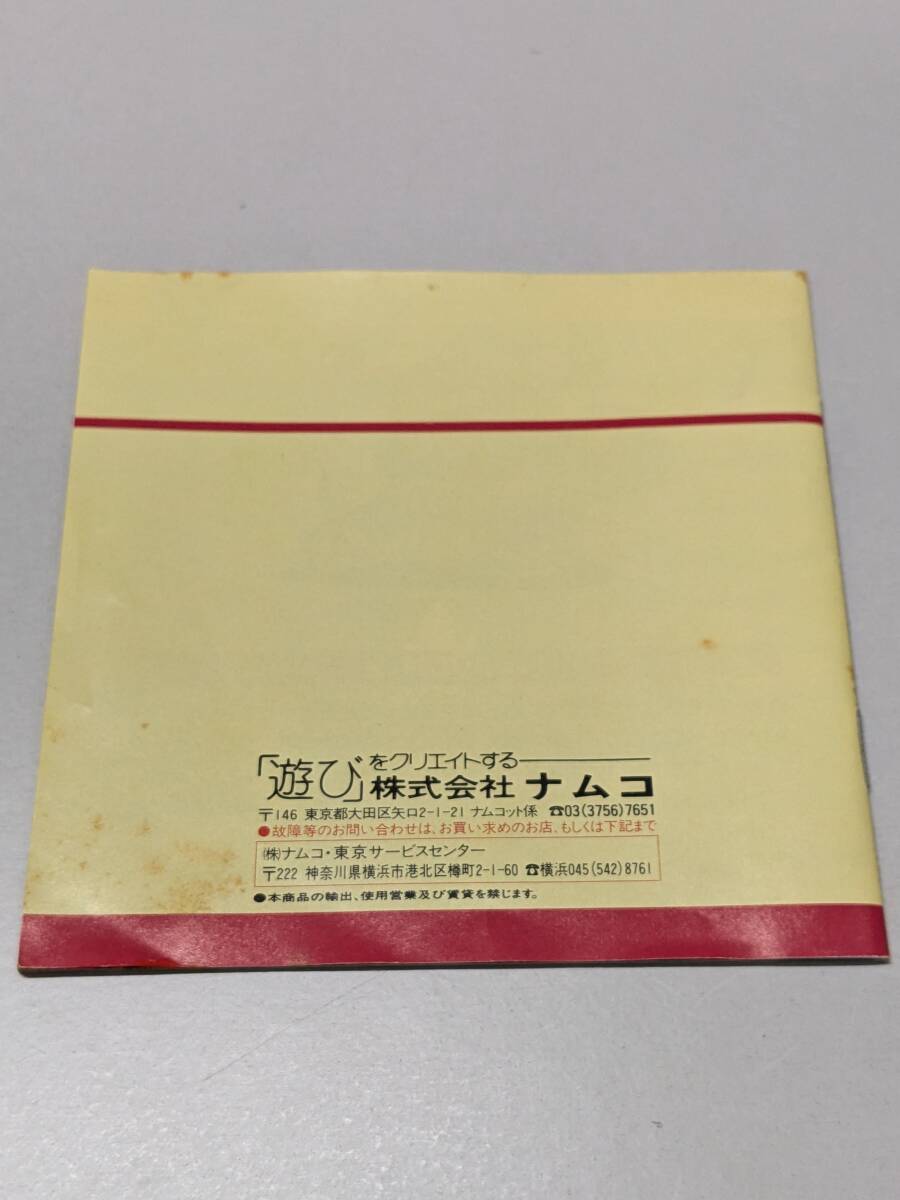 「遊び」をクリエイトする
株式会社ナムコ
〒146 東京都大田区矢口2-1-21 ナムコット係 ☎03(3756)7651
●故障等のお問い合わせは、お買い求めのお店、もしくは下記まで
㈱ナムコ・東京サービスセンター
〒222 神奈川県横浜市港北区樽町2-1-60 ☎横浜045(542)8761
●本商品の輸出、使用営業及び賃貸を禁じます。